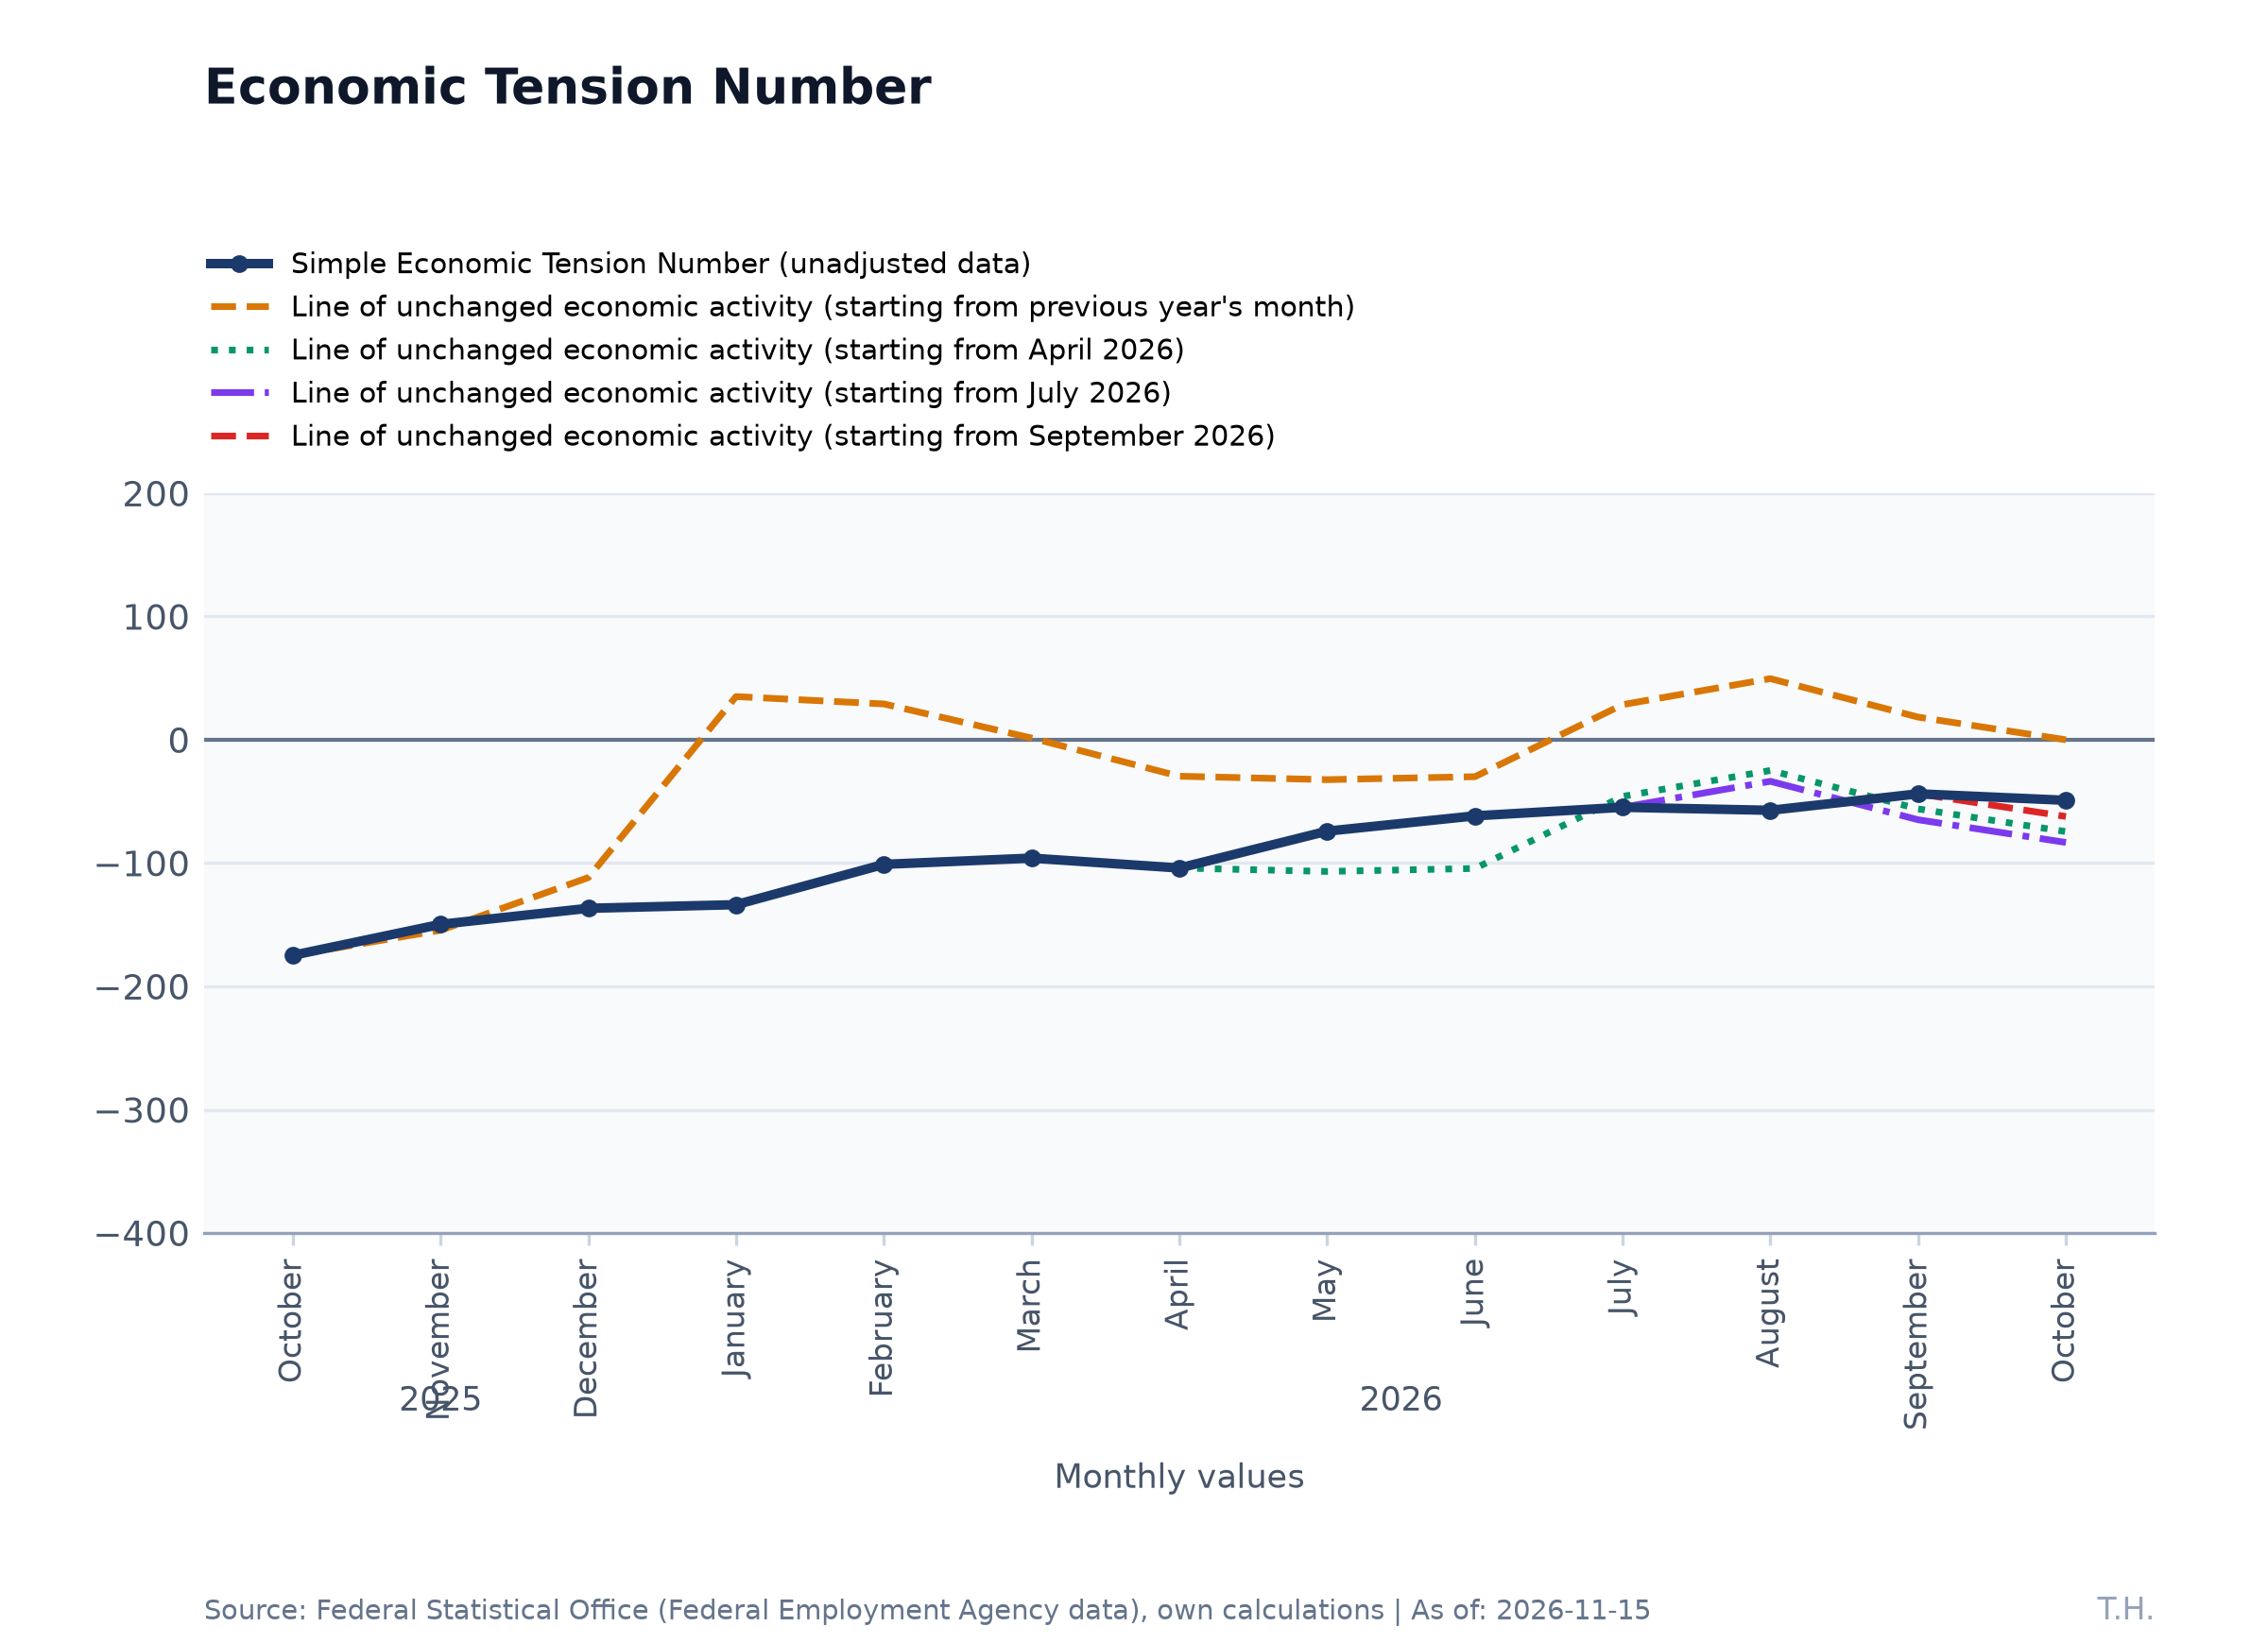 Economic Tension Number
Simple Economic Tension Number (unadjusted data)
Line of unchanged economic activity (starting from previous year's month)
Line of unchanged economic activity (starting from April 2026)
Line of unchanged economic activity (starting from July 2026)
Line of unchanged economic activity (starting from September 2026)
200
100
0
−100
−200
−300
−400
October
November
December
January
February
March
April
May
June
July
August
September
October
2025
2026
Monthly values
Source: Federal Statistical Office (Federal Employment Agency data), own calculations | As of: 2026-11-15
T.H.